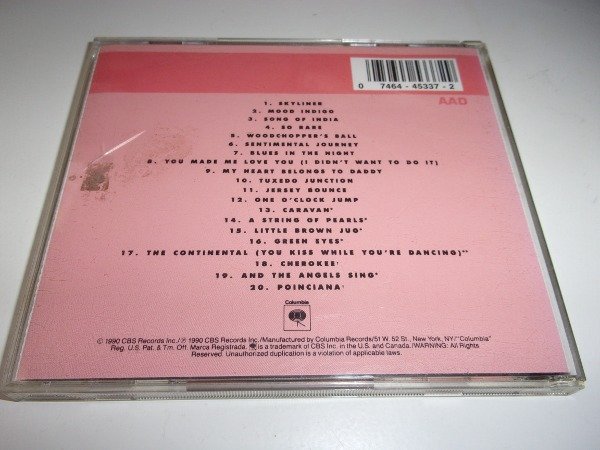 0 7464-45337-2
AAD
1. SKYLINER
2. MOOD INDIGO
3. SONG OF INDIA
4. SO RARE
5. WOODCHOPPER'S BALL
6. SENTIMENTAL JOURNEY
7. BLUES IN THE NIGHT
8. YOU MADE ME LOVE YOU (I DIDN'T WANT TO DO IT)
9. MY HEART BELONGS TO DADDY
10. TUXEDO JUNCTION
11. JERSEY BOUNCE
12. ONE O'CLOCK JUMP
13. CARAVAN*
14. A STRING OF PEARLS*
15. LITTLE BROWN JUG*
16. GREEN EYES*
17. THE CONTINENTAL (YOU KISS WHILE YOU'RE DANCING)**
18. CHEROKEE†
19. AND THE ANGELS SING*
20. POINCIANA†
Columbia
© 1990 CBS Records Inc./℗ 1990 CBS Records Inc./Manufactured by Columbia Records/51 W. 52 St., New York, NY/"Columbia"
Reg. U.S. Pat. & Tm. Off. Marca Registrada. is a trademark of CBS Inc. in the U.S. and Canada./WARNING: All Rights
Reserved. Unauthorized duplication is a violation of applicable laws.